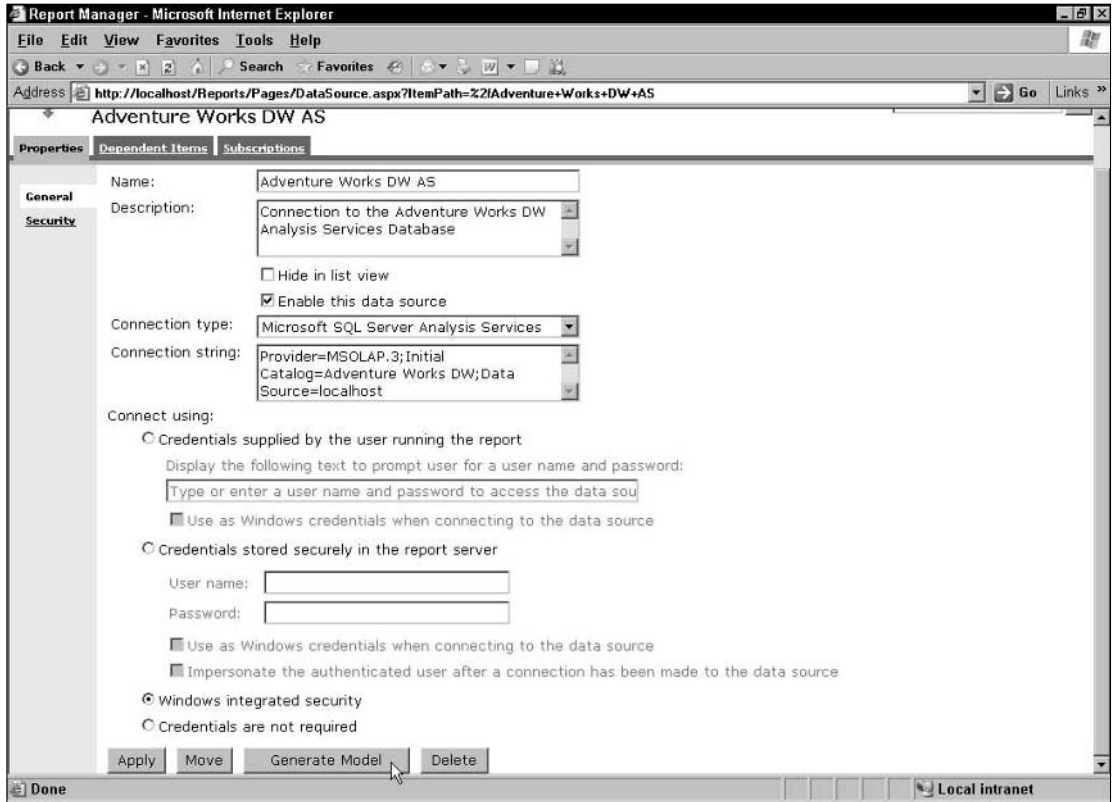 Report Manager - Microsoft Internet Explorer
File Edit View Favorites Tools Help
Back Search Favorites
Address http://localhost/Reports/Pages/DataSource.aspx?ItemPath=%2fAdventure+Works+DW+AS Go Links »
Adventure Works DW AS
Properties Dependent Items Subscriptions
General
Security
Name: Adventure Works DW AS
Description: Connection to the Adventure Works DW
Analysis Services Database
Hide in list view
Enable this data source
Connection type: Microsoft SQL Server Analysis Services
Connection string: Provider=MSOLAP.3;Initial
Catalog=Adventure Works DW;Data
Source=localhost
Connect using:
Credentials supplied by the user running the report
Display the following text to prompt user for a user name and password:
Type or enter a user name and password to access the data sou
Use as Windows credentials when connecting to the data source
Credentials stored securely in the report server
User name:
Password:
Use as Windows credentials when connecting to the data source
Impersonate the authenticated user after a connection has been made to the data source
Windows integrated security
Credentials are not required
Apply Move Generate Model Delete
Done Local intranet